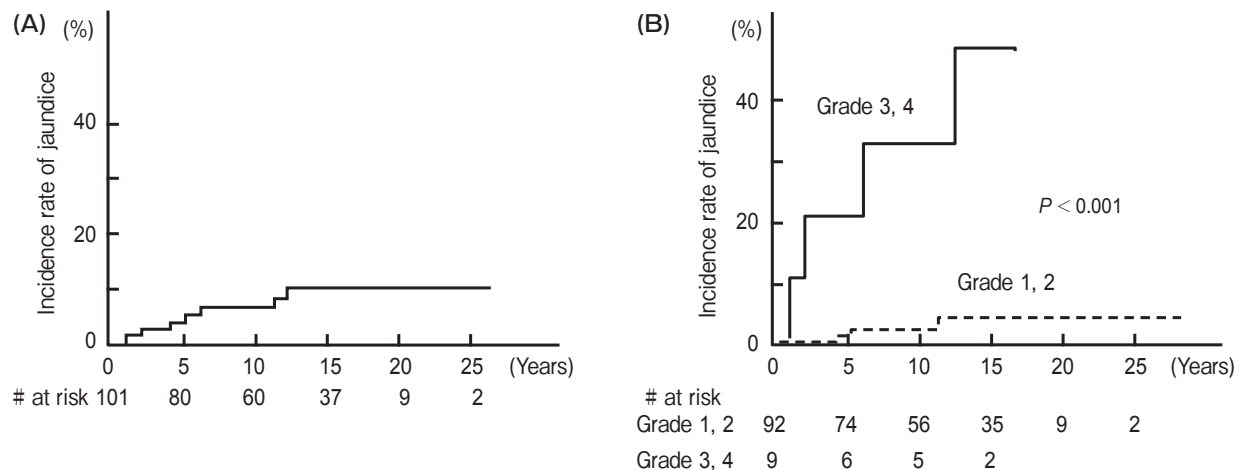 (A)
(%)
Incidence rate of jaundice
40
20
0
0 5 10 15 20 25 (Years)
# at risk 101 80 60 37 9 2
(B)
(%)
Incidence rate of jaundice
40
20
0
Grade 3, 4
P < 0.001
Grade 1, 2
0 5 10 15 20 25 (Years)
# at risk
Grade 1, 2 92 74 56 35 9 2
Grade 3, 4 9 6 5 2